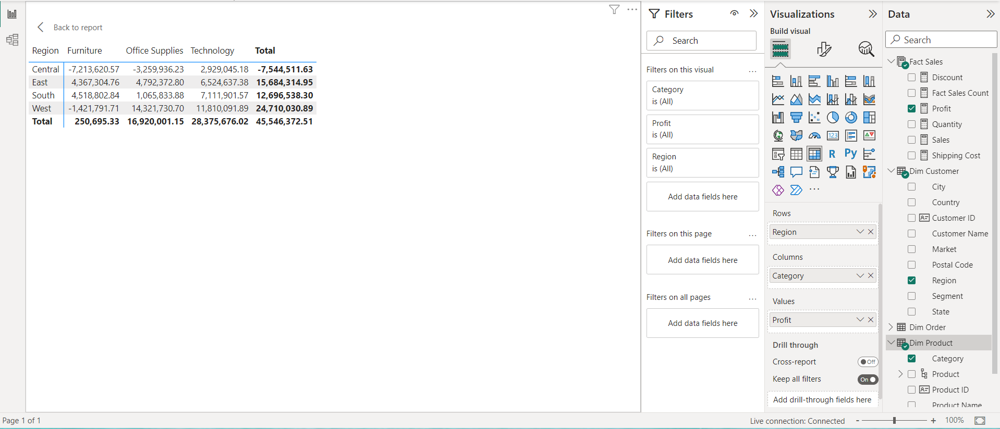 Back to report
Region Furniture Office Supplies Technology Total
Central -7,213,620.57 -3,259,936.23 2,929,045.18 -7,544,511.63
East 4,367,304.76 4,792,372.80 6,524,637.38 15,684,314.95
South 4,518,802.84 1,065,833.88 7,111,901.57 12,696,538.30
West -1,421,791.71 14,321,730.70 11,810,091.89 24,710,030.89
Total 250,695.33 16,920,001.15 28,375,676.02 45,546,372.51
Filters
Search
Filters on this visual ...
Category
is (All)
Profit
is (All)
Region
is (All)
Add data fields here
Filters on this page ...
Add data fields here
Filters on all pages ...
Add data fields here
Visualizations
Build visual
123
R
Py
...
Rows
Region
Columns
Category
Values
Profit
Drill through
Cross-report Off
Keep all filters On
Add drill-through fields here
Data
Search
Fact Sales
Discount
Fact Sales Count
Profit
Quantity
Sales
Shipping Cost
Dim Customer
City
Country
Customer ID
Customer Name
Market
Postal Code
Region
Segment
State
Dim Order
Dim Product
Category
Product
Product ID
Product Name
Page 1 of 1
Live connection: Connected - + 100%